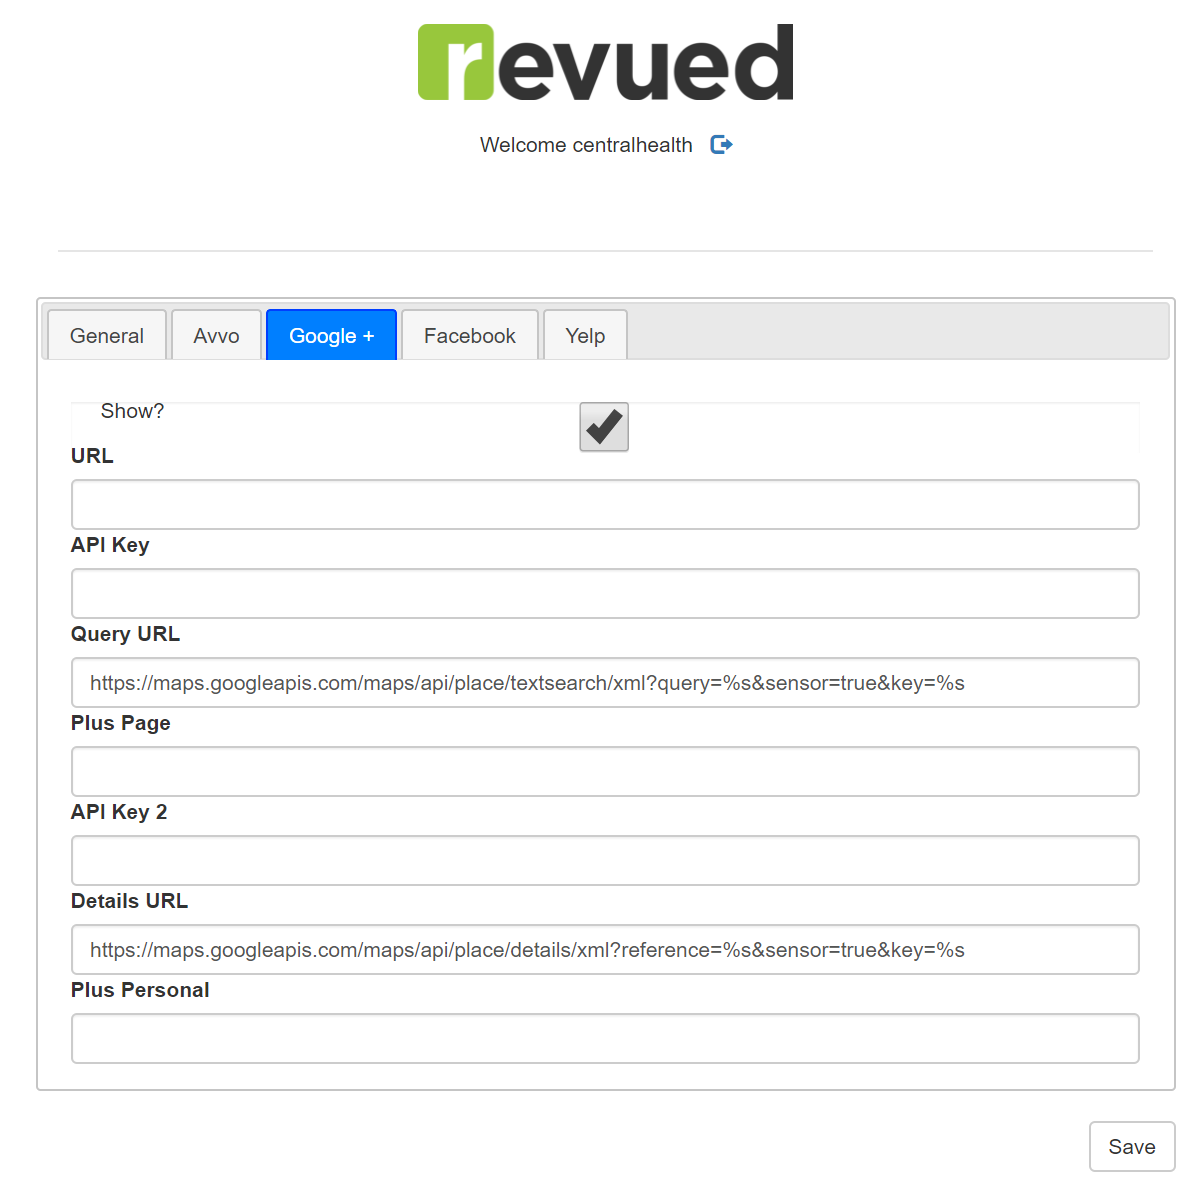 revued
Welcome centralhealth
General Avvo Google + Facebook Yelp
Show?
URL
API Key
Query URL
https://maps.googleapis.com/maps/api/place/textsearch/xml?query=%s&sensor=true&key=%s
Plus Page
API Key 2
Details URL
https://maps.googleapis.com/maps/api/place/details/xml?reference=%s&sensor=true&key=%s
Plus Personal
Save